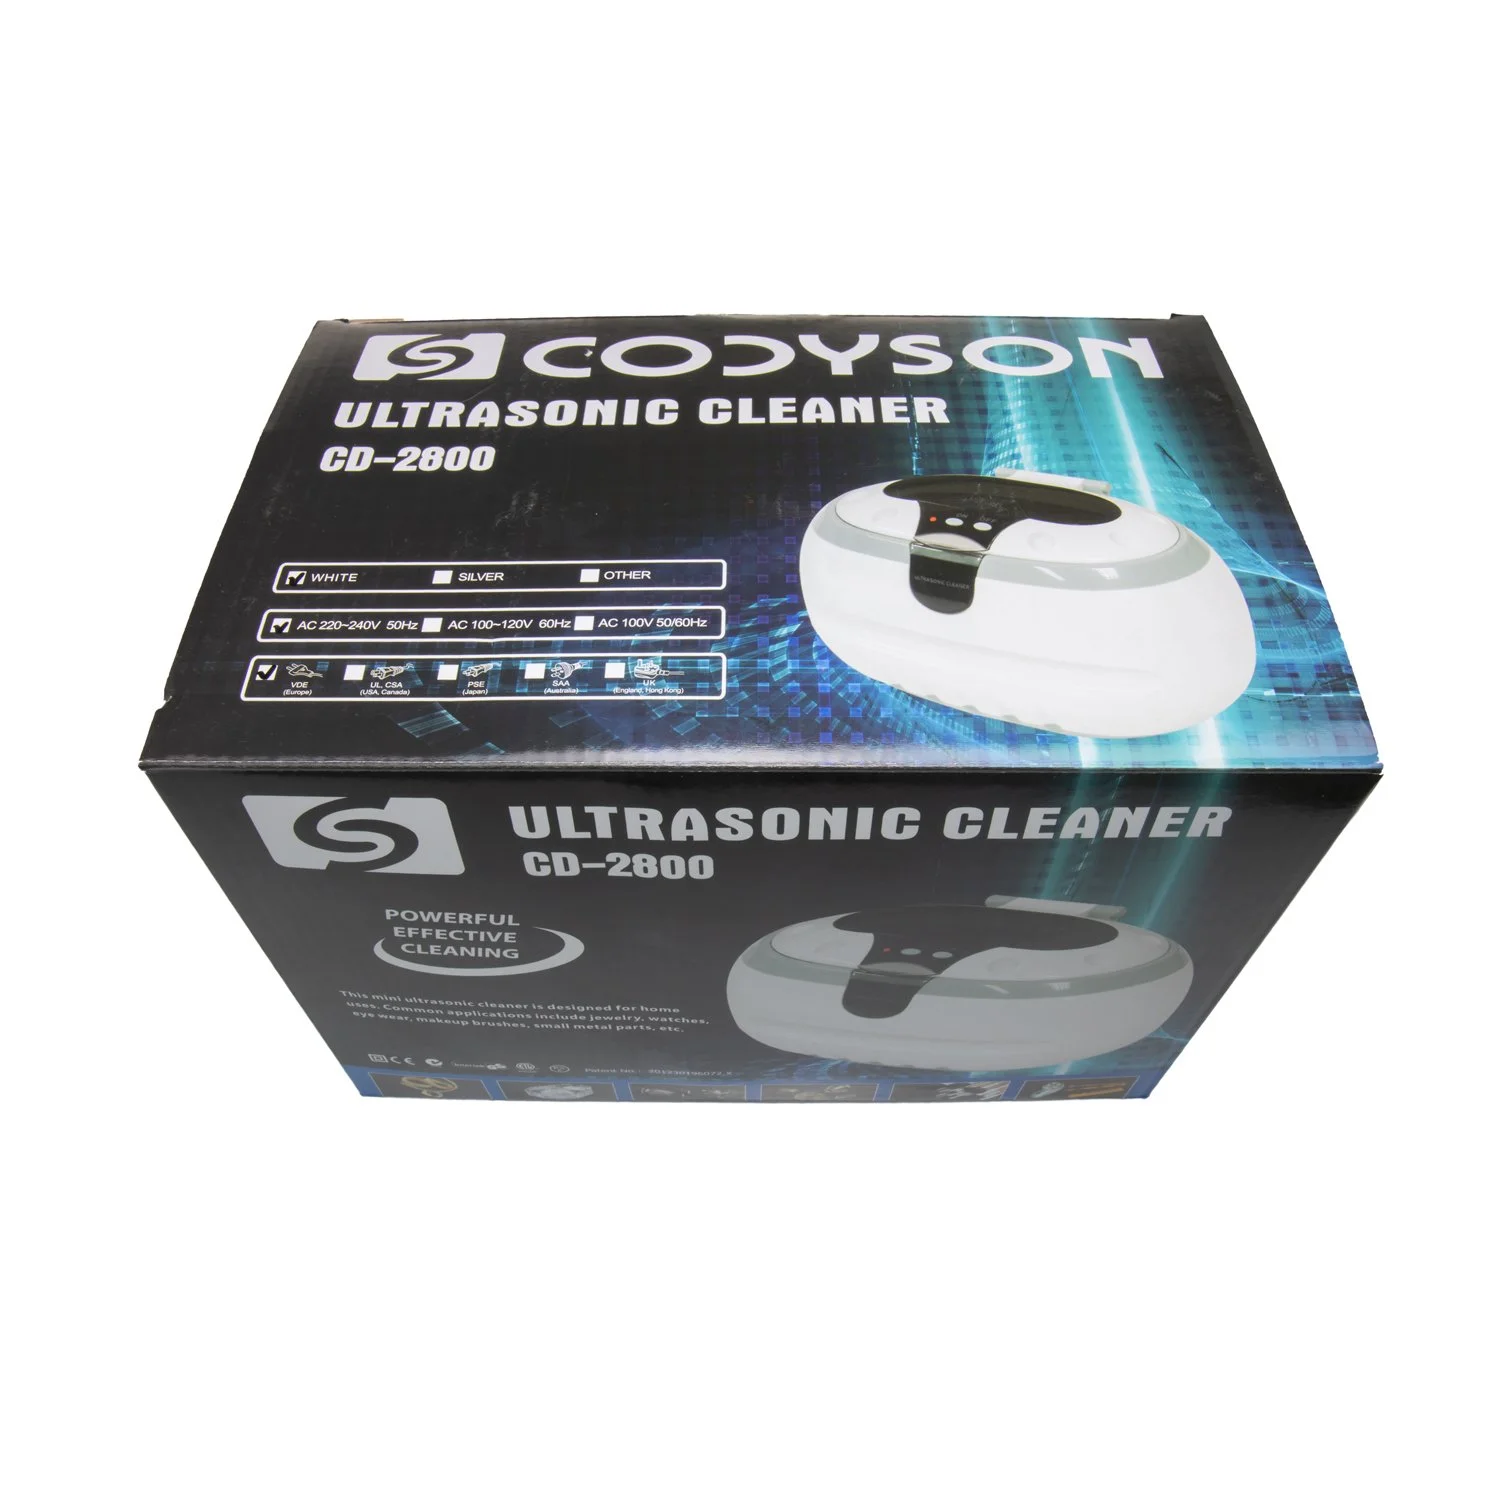 CODYSON
ULTRASONIC CLEANER
CD-2800
ULTRASONIC CLEANER
WHITE SILVER OTHER
AC 220~240V 50Hz AC 100~120V 60Hz AC 100V 50/60Hz
VDE UL, CSA PSE SAA UK
(Europe) (USA, Canada) (Japan) (Australia) (England, Hong Kong)
ULTRASONIC CLEANER
CD-2800
POWERFUL
EFFECTIVE
CLEANING
This mini ultrasonic cleaner is designed for home
uses. Common applications include jewelry, watches,
eye wear, makeup brushes, small metal parts, etc.
Patent NO.: